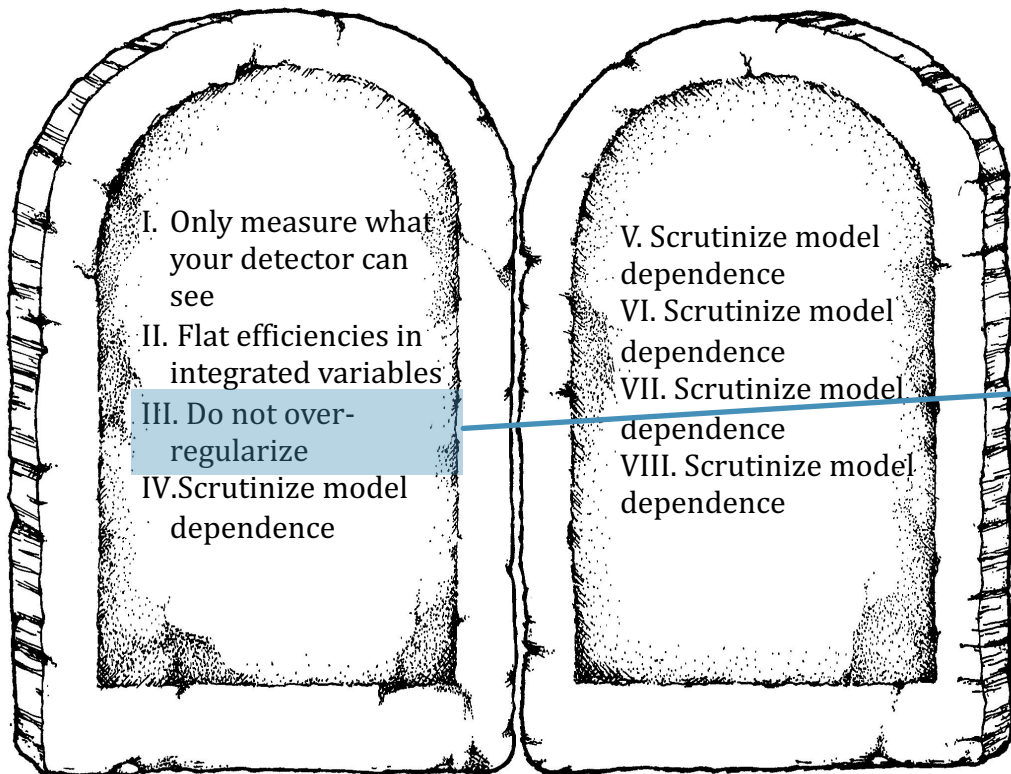 I. Only measure what
your detector can
see
II. Flat efficiencies in
integrated variables
III. Do not over-
regularize
IV.Scrutinize model
dependence
V. Scrutinize model
dependence
VI. Scrutinize model
dependence
VII. Scrutinize model
dependence
VIII. Scrutinize model
dependence